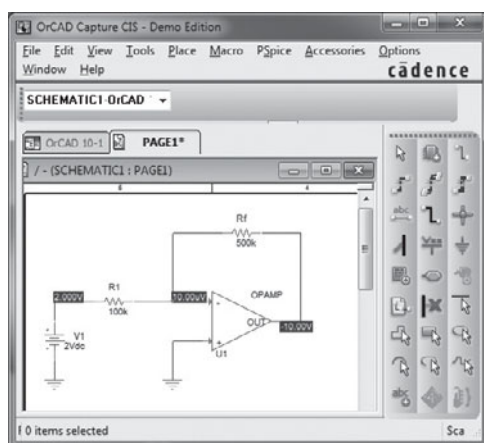 OrCAD Capture CIS - Demo Edition
File Edit View Tools Place Macro PSpice Accessories Options
Window Help
cādence
SCHEMATIC1-OrCAD
OrCAD 10-1 PAGE1*
/ - (SCHEMATIC1 : PAGE1)
Rf
500k
2.000V
R1
100k
10.00uV
OPAMP
OUT
-10.00V
V1
2Vdc
U1
0 items selected
Sca